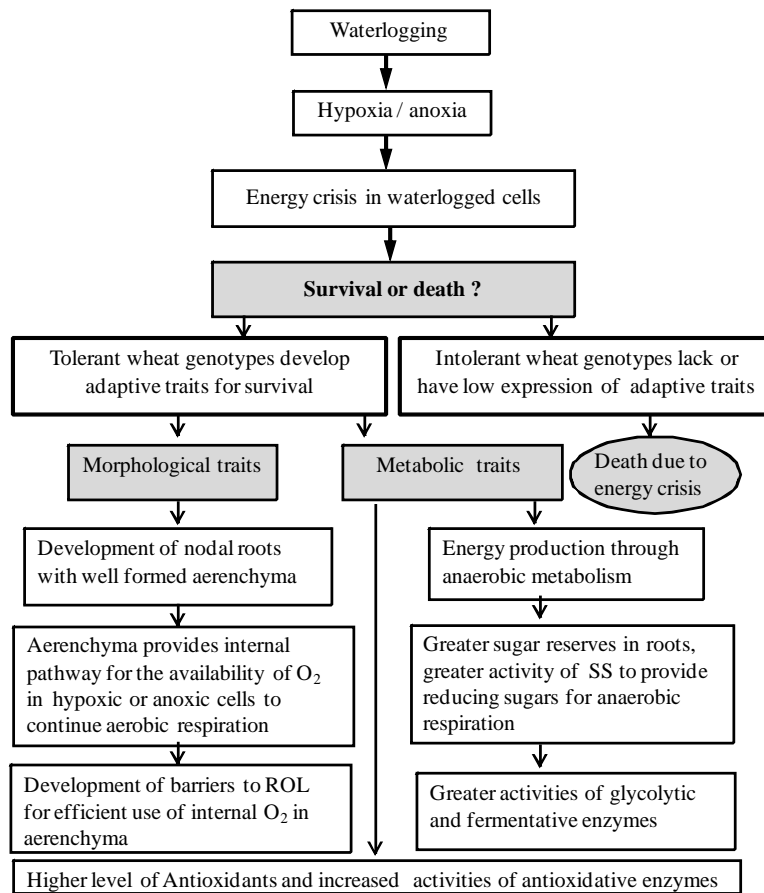 Waterlogging
Hypoxia / anoxia
Energy crisis in waterlogged cells
Survival or death ?
Tolerant wheat genotypes develop
adaptive traits for survival
Intolerant wheat genotypes lack or
have low expression of adaptive traits
Morphological traits
Metabolic traits
Death due to
energy crisis
Development of nodal roots
with well formed aerenchyma
Energy production through
anaerobic metabolism
Aerenchyma provides internal
pathway for the availability of O₂
in hypoxic or anoxic cells to
continue aerobic respiration
Greater sugar reserves in roots,
greater activity of SS to provide
reducing sugars for anaerobic
respiration
Development of barriers to ROL
for efficient use of internal O₂ in
aerenchyma
Greater activities of glycolytic
and fermentative enzymes
Higher level of Antioxidants and increased activities of antioxidative enzymes